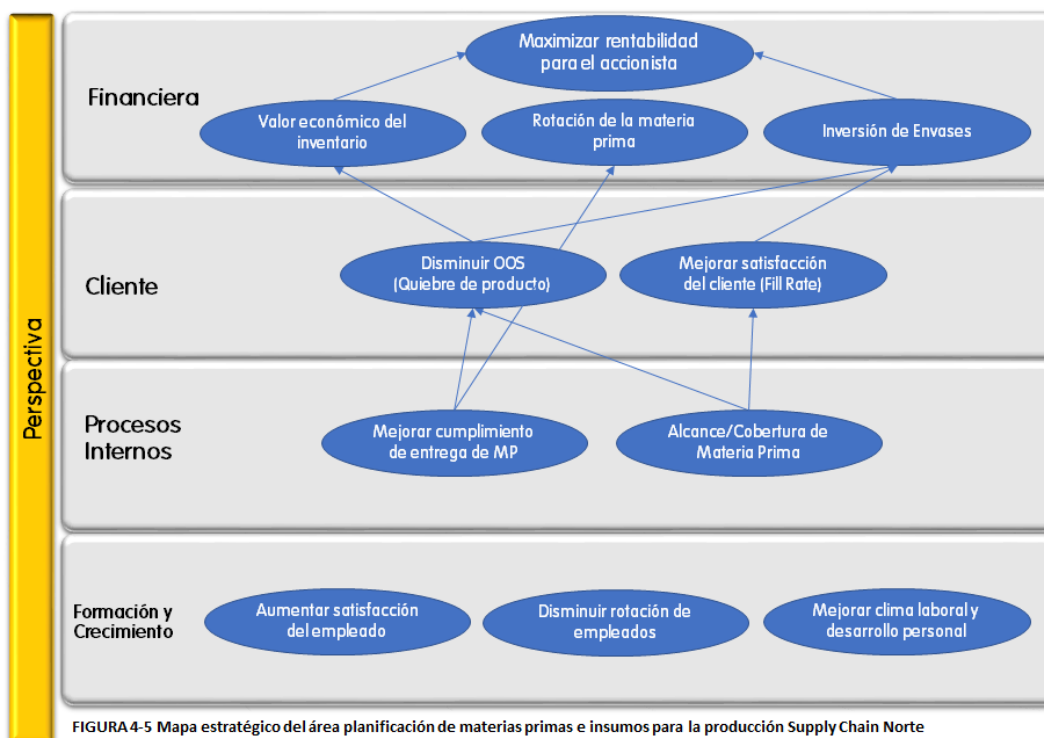 Perspectiva
Financiera
Maximizar rentabilidad
para el accionista
Valor económico del
inventario
Rotación de la materia
prima
Inversión de Envases
Cliente
Disminuir OOS
(Quiebre de producto)
Mejorar satisfacción
del cliente (Fill Rate)
Procesos
Internos
Mejorar cumplimiento
de entrega de MP
Alcance/Cobertura de
Materia Prima
Formación y
Crecimiento
Aumentar satisfacción
del empleado
Disminuir rotación de
empleados
Mejorar clima laboral y
desarrollo personal
FIGURA 4-5 Mapa estratégico del área planificación de materias primas e insumos para la producción Supply Chain Norte